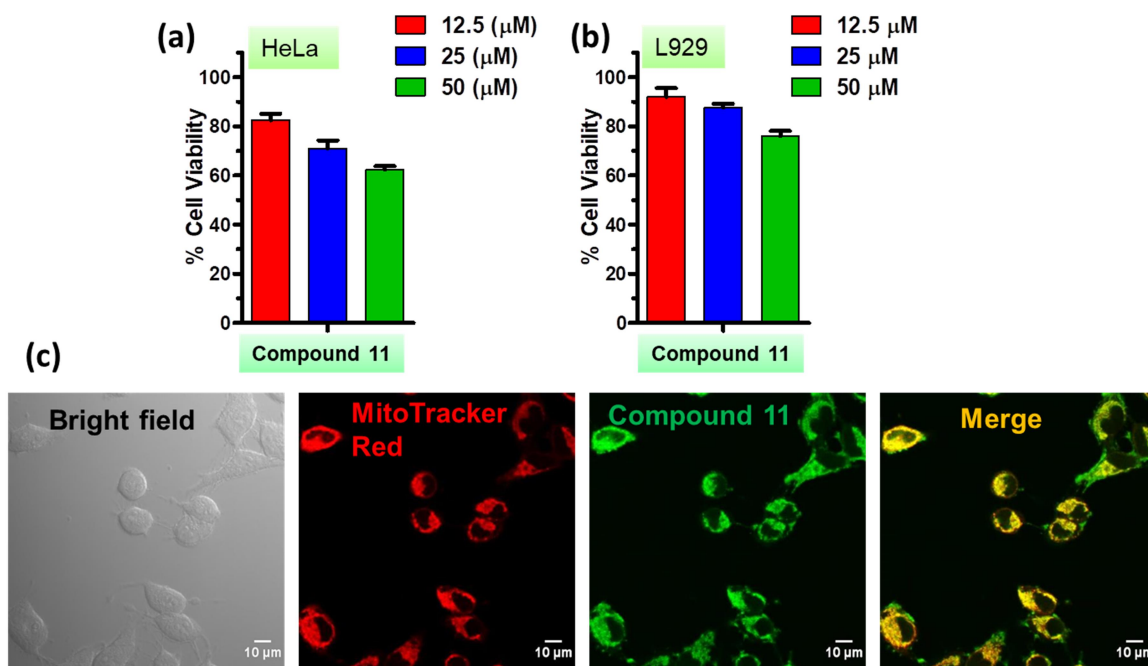 (a)
HeLa
12.5 (μM)
25 (μM)
50 (μM)
% Cell Viability
100
80
60
40
20
0
Compound 11
(b)
L929
12.5 μM
25 μM
50 μM
% Cell Viability
100
80
60
40
20
0
Compound 11
(c)
Bright field
10 μm
MitoTracker
Red
10 μm
Compound 11
10 μm
Merge
10 μm